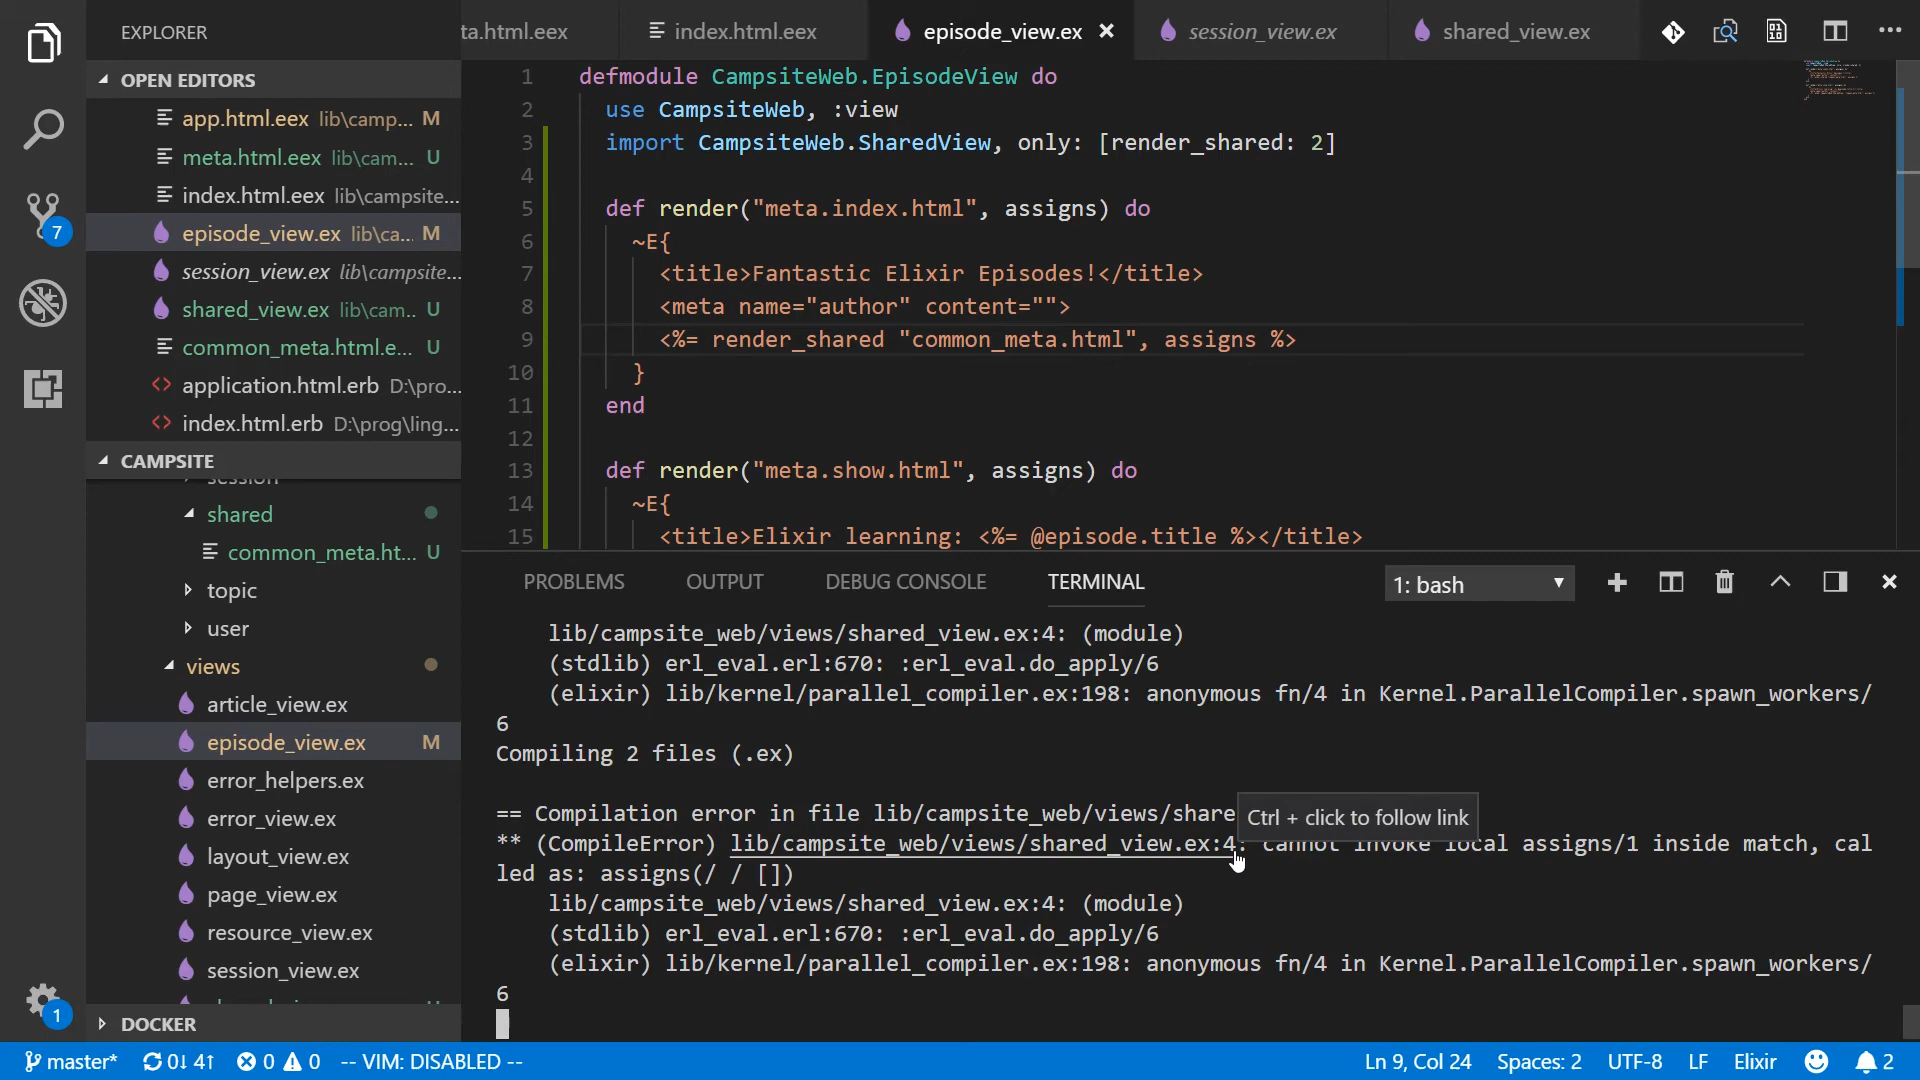 EXPLORER
ta.html.eex
index.html.eex
episode_view.ex
session_view.ex
shared_view.ex
OPEN EDITORS
app.html.eex lib\camp... M
meta.html.eex lib\cam... U
index.html.eex lib\campsite...
episode_view.ex lib\ca... M
session_view.ex lib\campsite...
shared_view.ex lib\cam... U
common_meta.html.e... U
application.html.erb D:\pro...
index.html.erb D:\prog\ling...
7
CAMPSITE
session
shared
common_meta.ht... U
topic
user
views
article_view.ex
episode_view.ex M
error_helpers.ex
error_view.ex
layout_view.ex
page_view.ex
resource_view.ex
session_view.ex
DOCKER
1
1 defmodule CampsiteWeb.EpisodeView do
2 use CampsiteWeb, :view
3 import CampsiteWeb.SharedView, only: [render_shared: 2]
4
5 def render("meta.index.html", assigns) do
6 ~E{
7 <title>Fantastic Elixir Episodes!</title>
8 <meta name="author" content="">
9 <%= render_shared "common_meta.html", assigns %>
10 }
11 end
12
13 def render("meta.show.html", assigns) do
14 ~E{
15 <title>Elixir learning: <%= @episode.title %></title>
PROBLEMS OUTPUT DEBUG CONSOLE TERMINAL
1: bash
lib/campsite_web/views/shared_view.ex:4: (module)
(stdlib) erl_eval.erl:670: :erl_eval.do_apply/6
(elixir) lib/kernel/parallel_compiler.ex:198: anonymous fn/4 in Kernel.ParallelCompiler.spawn_workers/
6
Compiling 2 files (.ex)
== Compilation error in file lib/campsite_web/views/share
Ctrl + click to follow link
** (CompileError) lib/campsite_web/views/shared_view.ex:4: cannot invoke local assigns/1 inside match, cal
led as: assigns(/ / [])
lib/campsite_web/views/shared_view.ex:4: (module)
(stdlib) erl_eval.erl:670: :erl_eval.do_apply/6
(elixir) lib/kernel/parallel_compiler.ex:198: anonymous fn/4 in Kernel.ParallelCompiler.spawn_workers/
6
master* 0↓ 4↑ 0 0 -- VIM: DISABLED --
Ln 9, Col 24 Spaces: 2 UTF-8 LF Elixir 2